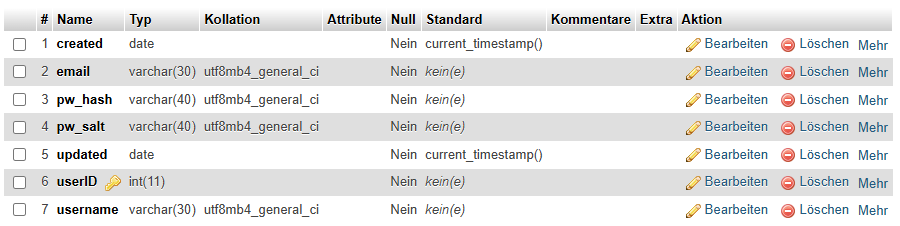 # Name Typ Kollation Attribute Null Standard Kommentare Extra Aktion
1 created date Nein current_timestamp() Bearbeiten Löschen Mehr
2 email varchar(30) utf8mb4_general_ci Nein kein(e) Bearbeiten Löschen Mehr
3 pw_hash varchar(40) utf8mb4_general_ci Nein kein(e) Bearbeiten Löschen Mehr
4 pw_salt varchar(40) utf8mb4_general_ci Nein kein(e) Bearbeiten Löschen Mehr
5 updated date Nein current_timestamp() Bearbeiten Löschen Mehr
6 userID int(11) Nein kein(e) Bearbeiten Löschen Mehr
7 username varchar(30) utf8mb4_general_ci Nein kein(e) Bearbeiten Löschen Mehr